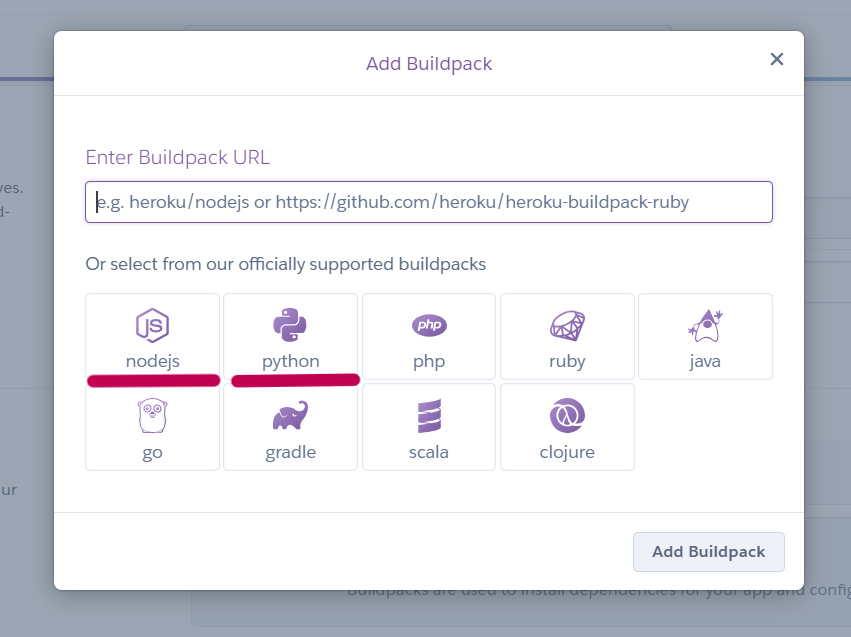 Add Buildpack
Enter Buildpack URL
e.g. heroku/nodejs or https://github.com/heroku/heroku-buildpack-ruby
Or select from our officially supported buildpacks
JS php
nodejs python php ruby java
go gradle scala clojure
ur
Add Buildpack
Buildpacks are used to install dependencies for your app and config